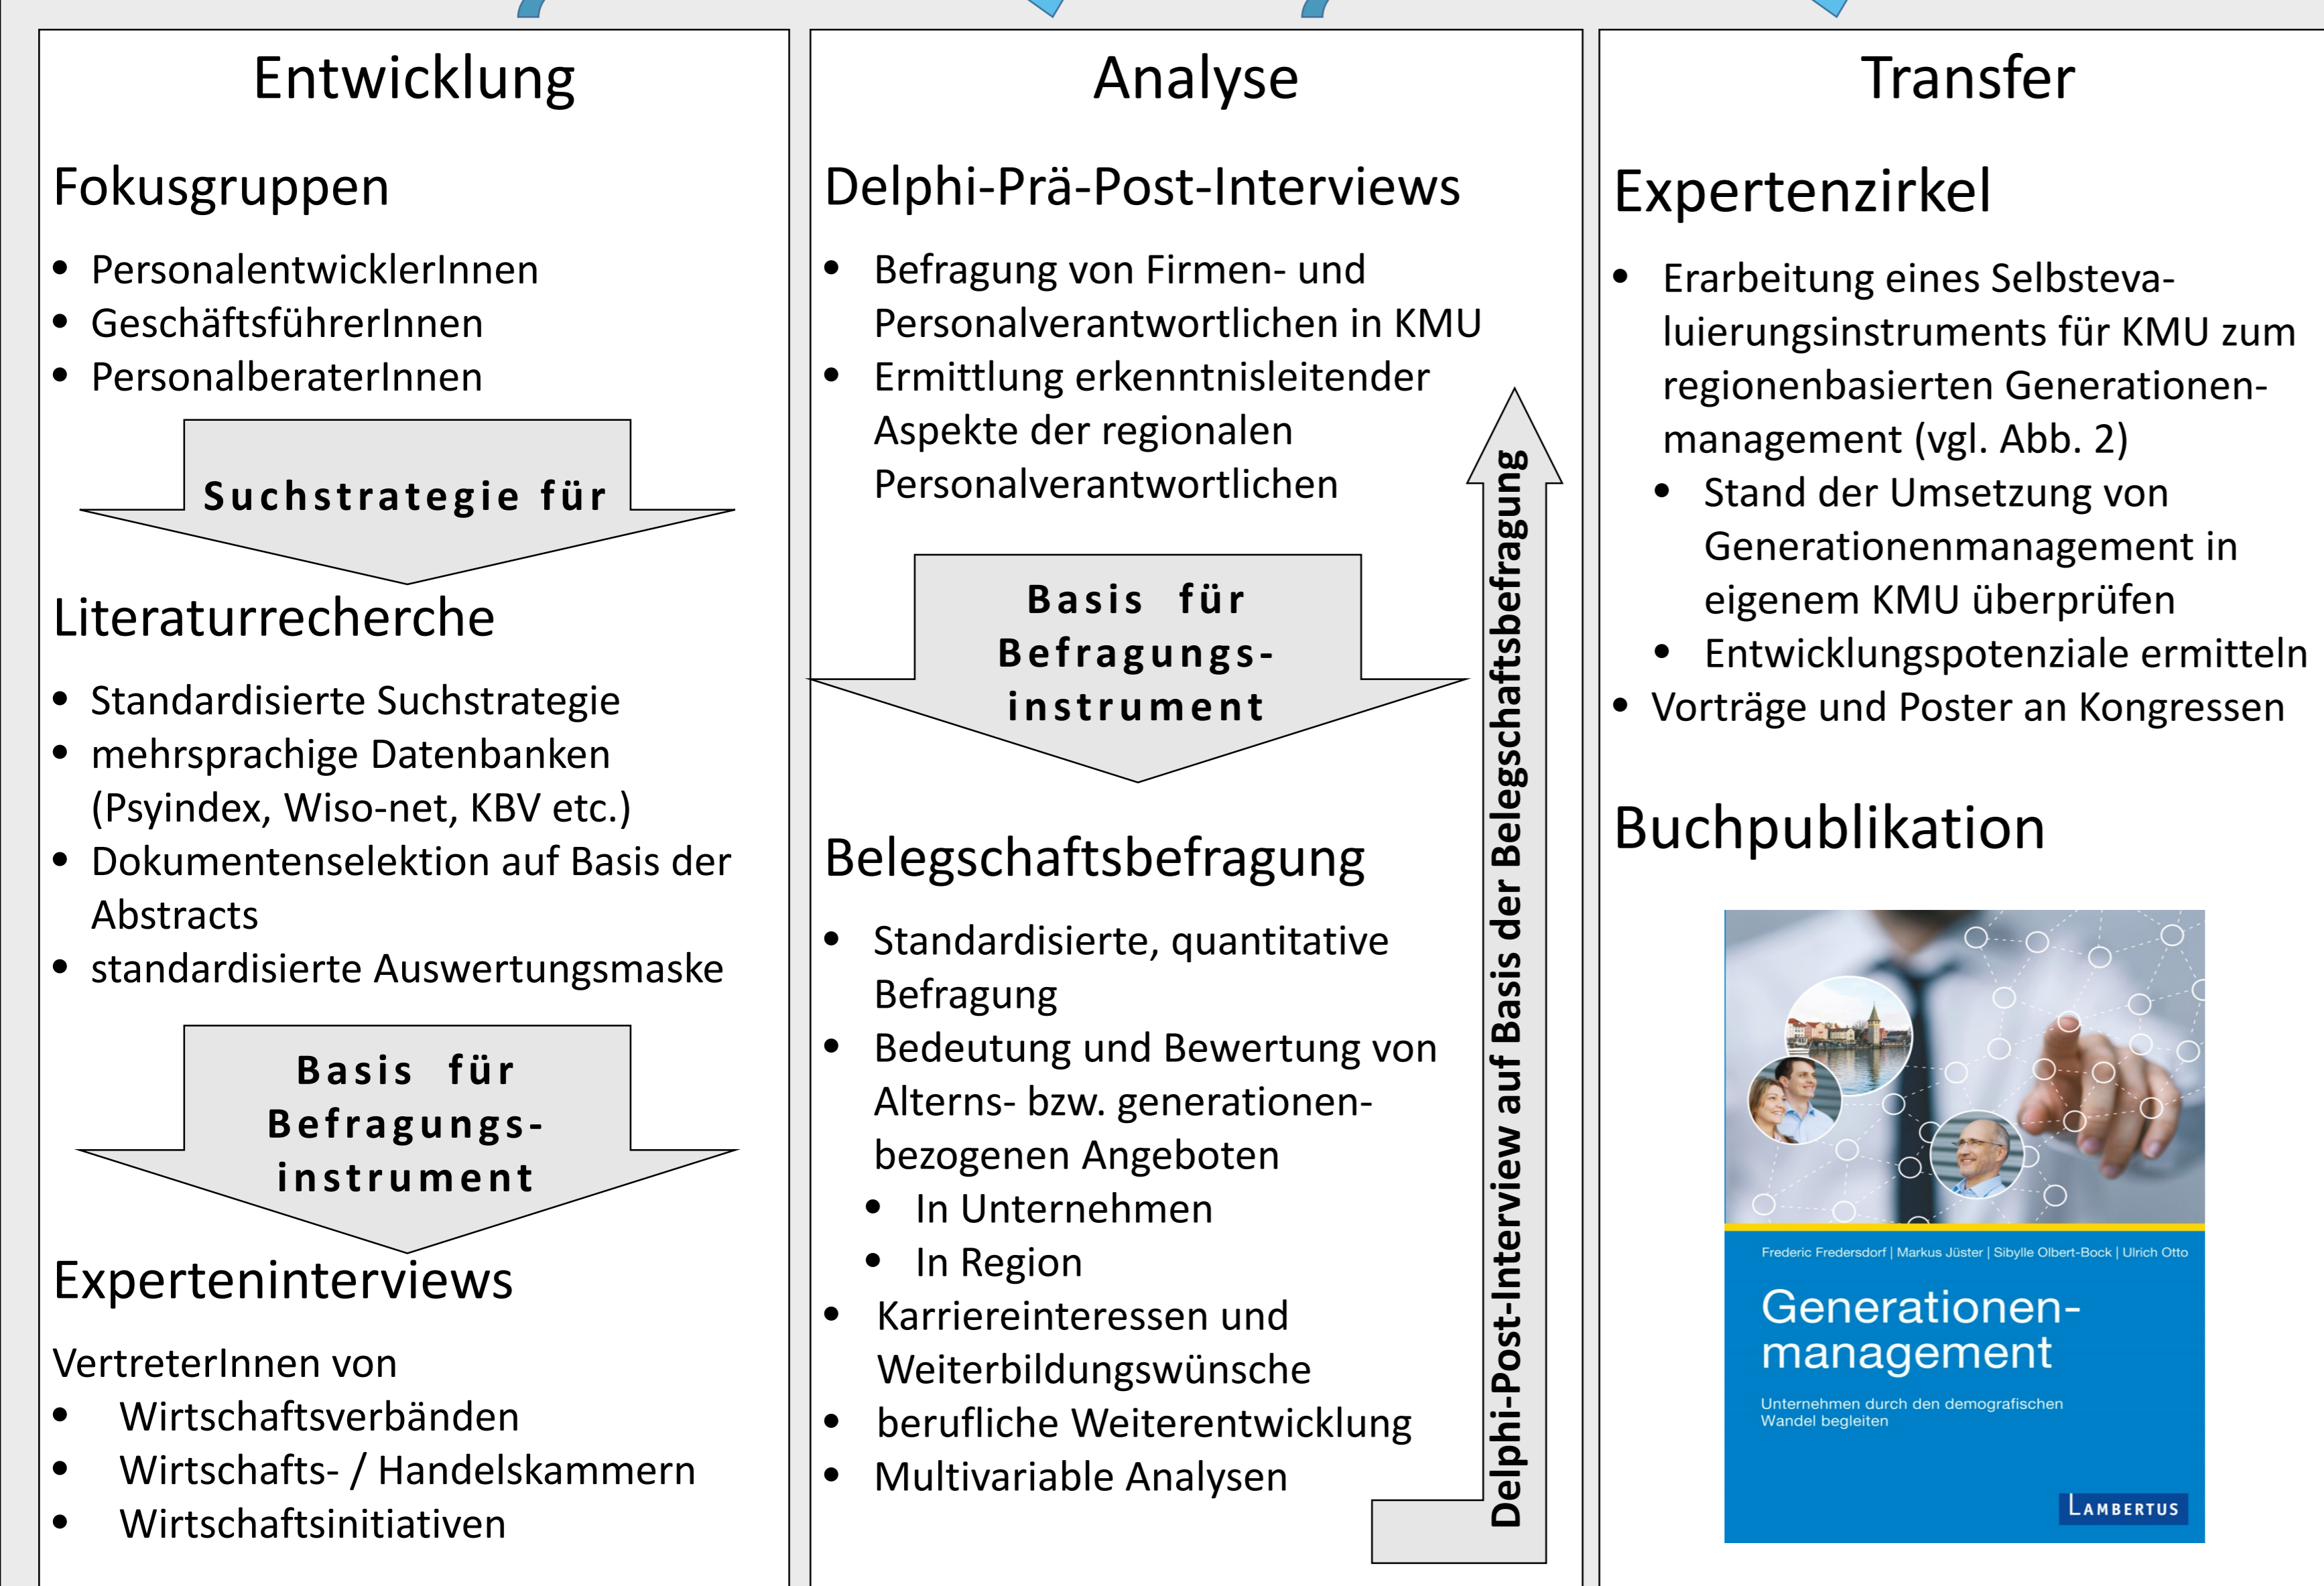 Entwicklung
Fokusgruppen
• PersonalentwicklerInnen
• GeschäftsführerInnen
• PersonalberaterInnen
Suchstrategie für
Literaturrecherche
• Standardisierte Suchstrategie
• mehrsprachige Datenbanken
(Psyindex, Wiso-net, KBV etc.)
• Dokumentenselektion auf Basis der
Abstracts
• standardisierte Auswertungsmaske
Basis für
Befragungs-
instrument
Experteninterviews
VertreterInnen von
• Wirtschaftsverbänden
• Wirtschafts- / Handelskammern
• Wirtschaftsinitiativen
Analyse
Delphi-Prä-Post-Interviews
• Befragung von Firmen- und
Personalverantwortlichen in KMU
• Ermittlung erkenntnisleitender
Aspekte der regionalen
Personalverantwortlichen
Basis für
Befragungs-
instrument
Belegschaftsbefragung
• Standardisierte, quantitative
Befragung
• Bedeutung und Bewertung von
Alterns- bzw. generationen-
bezogenen Angeboten
• In Unternehmen
• In Region
• Karriereinteressen und
Weiterbildungswünsche
• berufliche Weiterentwicklung
• Multivariable Analysen
Delphi-Post-Interview auf Basis der Belegschaftsbefragung
Transfer
Expertenzirkel
• Erarbeitung eines Selbsteva-
luierungsinstruments für KMU zum
regionenbasierten Generationen-
management (vgl. Abb. 2)
• Stand der Umsetzung von
Generationenmanagement in
eigenem KMU überprüfen
• Entwicklungspotenziale ermitteln
• Vorträge und Poster an Kongressen
Buchpublikation
Frederic Fredersdorf | Markus Jüster | Sibylle Olbert-Bock | Ulrich Otto
Generationen-
management
Unternehmen durch den demografischen
Wandel begleiten
LAMBERTUS